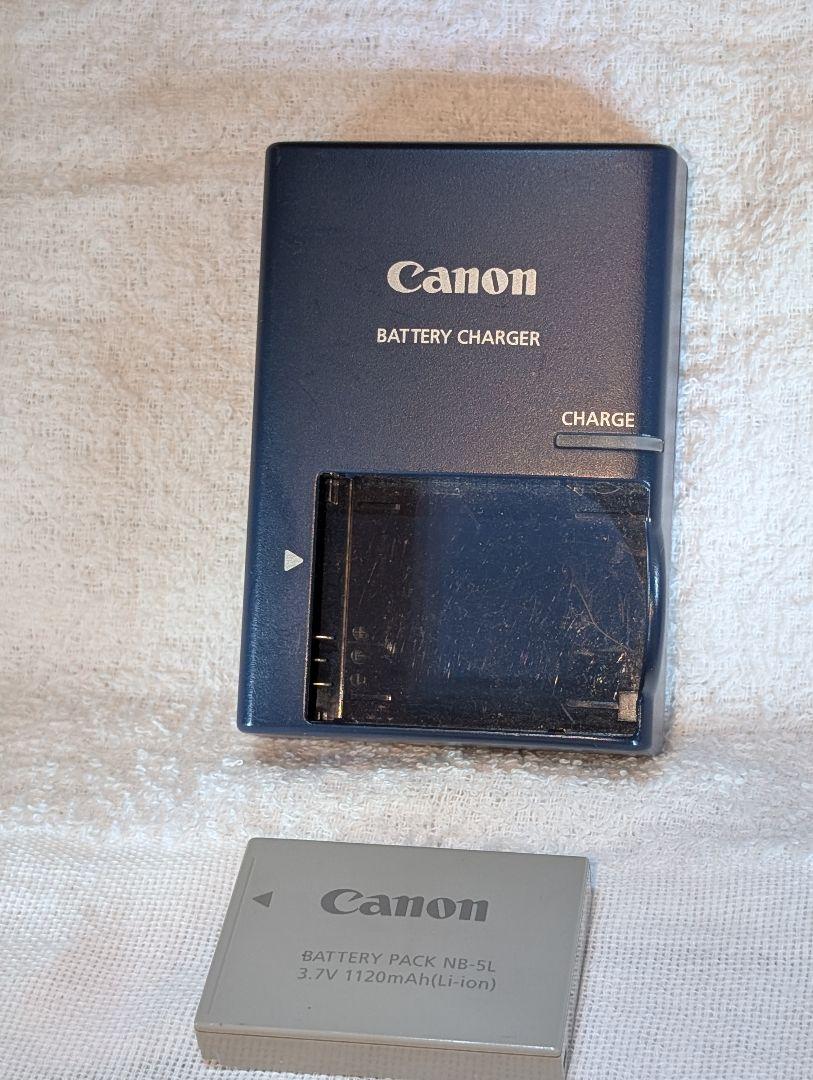 Canon
BATTERY CHARGER
CHARGE
Canon
BATTERY PACK NB-5L
3.7V 1120mAh(Li-ion)